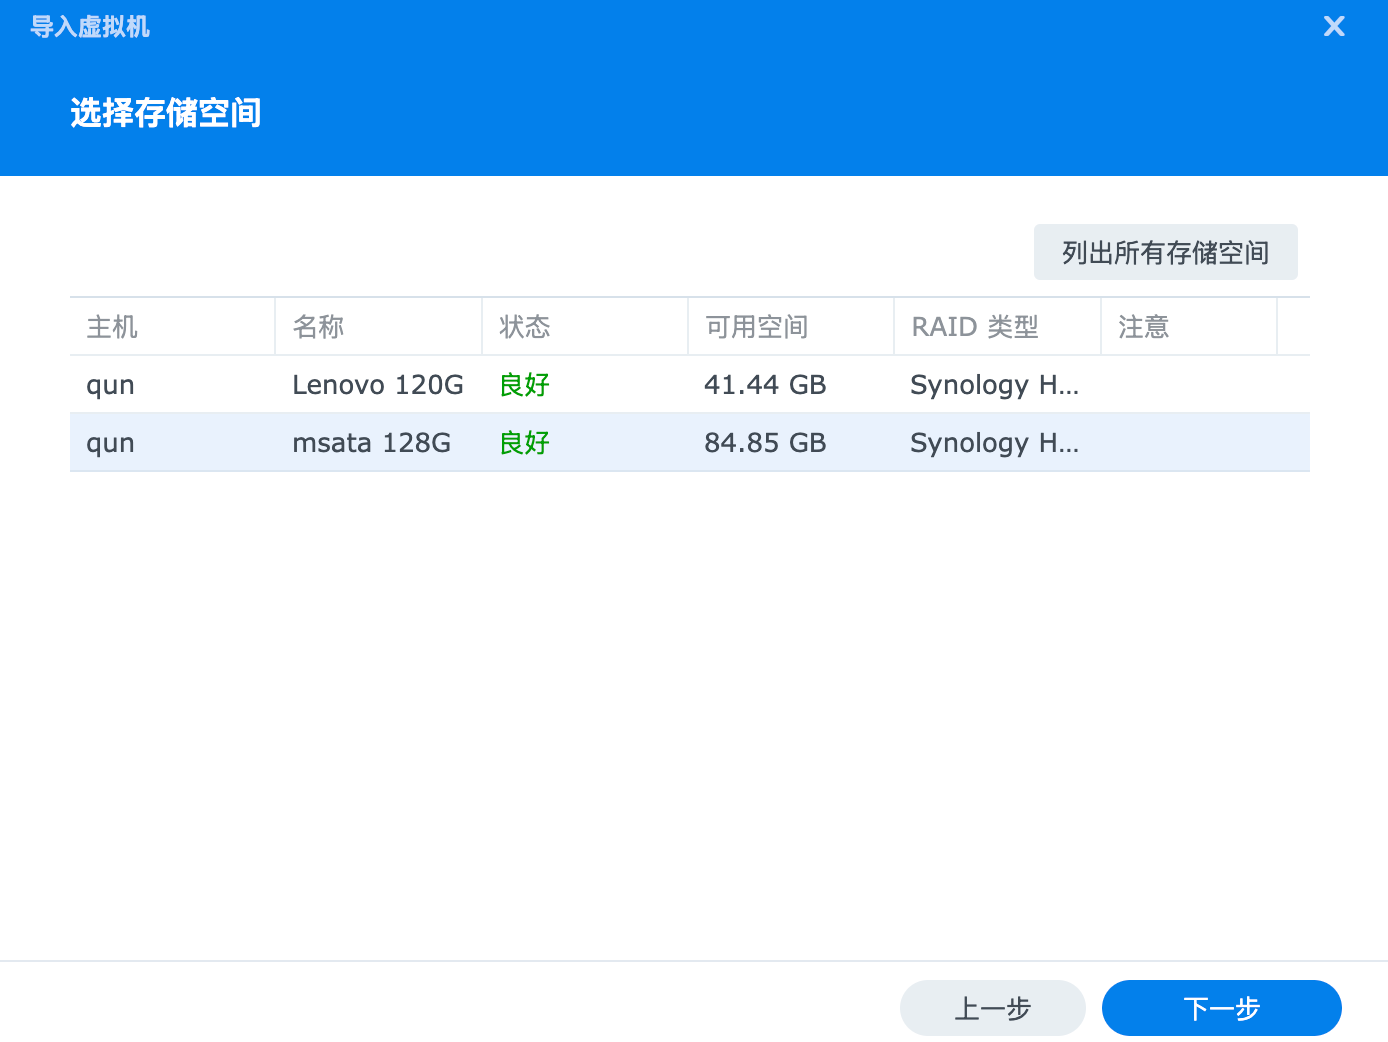 导入虚拟机
选择存储空间
列出所有存储空间
主机 名称 状态 可用空间 RAID 类型 注意
qun Lenovo 120G 良好 41.44 GB Synology H...
qun msata 128G 良好 84.85 GB Synology H...
上一步 下一步